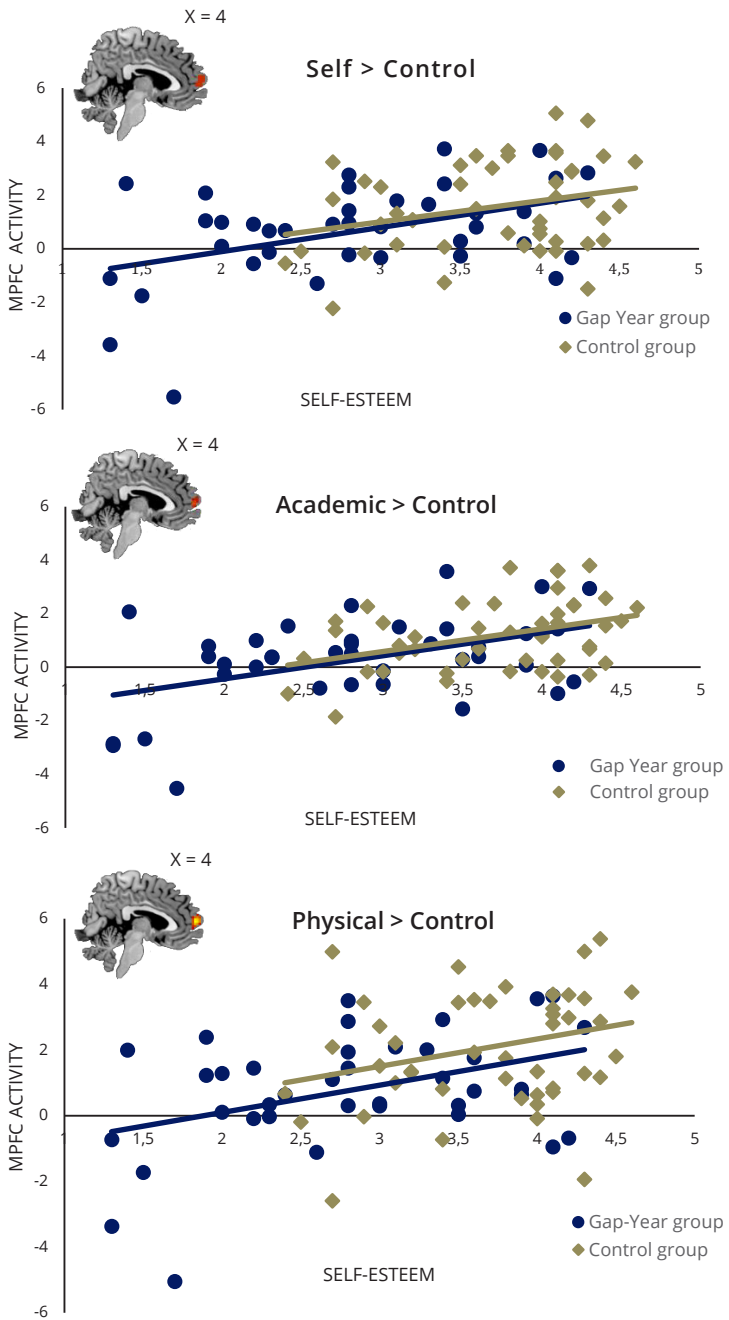 X = 4
Self > Control
6
4
2
0
-2
-4
-6
MPFC ACTIVITY
1
1,5
2
2,5
3
3,5
4
4,5
5
Gap Year group
Control group
SELF-ESTEEM
X = 4
Academic > Control
6
4
2
0
-2
-4
-6
MPFC ACTIVITY
1
1,5
2
2,5
3
3,5
4
4,5
5
Gap Year group
Control group
SELF-ESTEEM
X = 4
Physical > Control
6
4
2
0
-2
-4
-6
MPFC ACTIVITY
1
1,5
2
2,5
3
3,5
4
4,5
5
Gap-Year group
Control group
SELF-ESTEEM